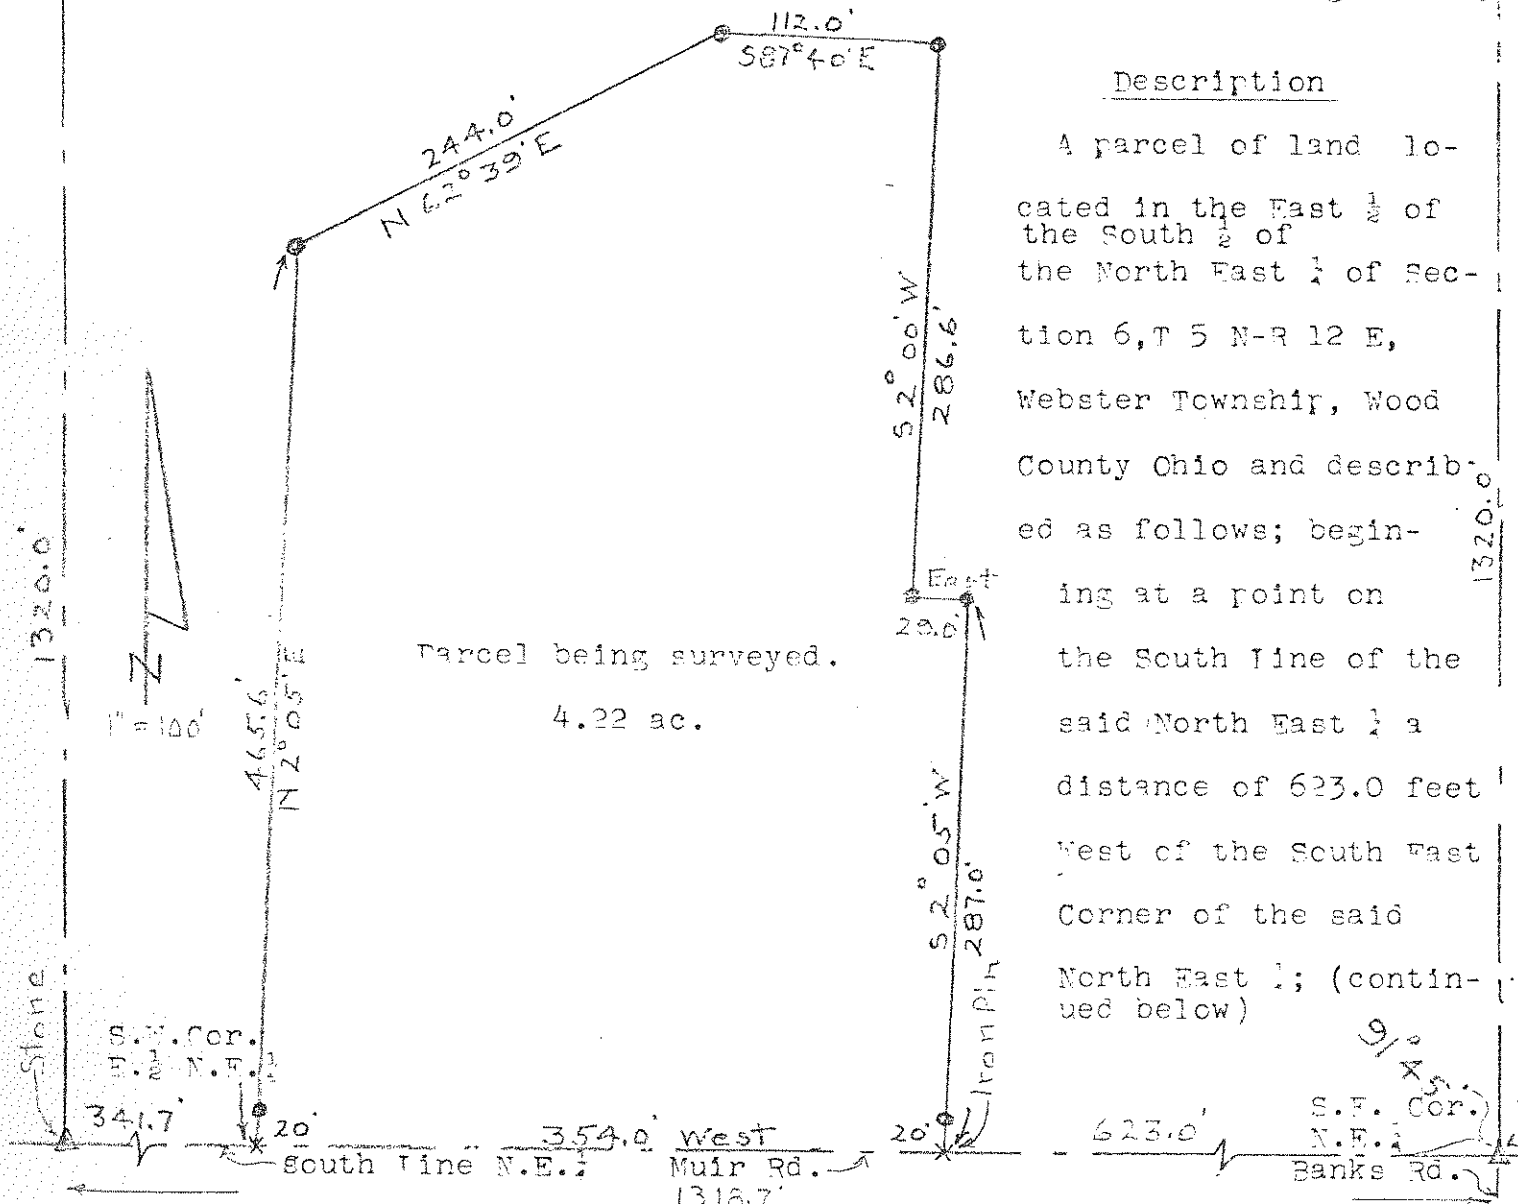 112.0'
S87°40'E
244.0'
N 62°39'E
Description
A parcel of land lo-
cated in the East ½ of
the South ½ of
the North East ¼ of Sec-
tion 6,T 5 N-R 12 E,
Webster Township, Wood
County Ohio and describ-
ed as follows; begin-
ing at a point on
the South Line of the
said North East ¼ a
distance of 623.0 feet
West of the South East
Corner of the said
North East ¼; (contin-
ued below)
S 2° 00' W
286.6'
1320.0'
1320.0
N
1" = 100'
465.6'
N 2° 05' E
Parcel being surveyed.
4.22 ac.
East
S 2° 05' W
287.0'
Iron Pin
Stone
S.W.Cor.
E.½ N.E.¼
341.7'
20'
354.0' West
20'
623.0'
S.E. Cor.
N.E.¼
South Line N.E.¼
Muir Rd.
Banks Rd.
1318.7'